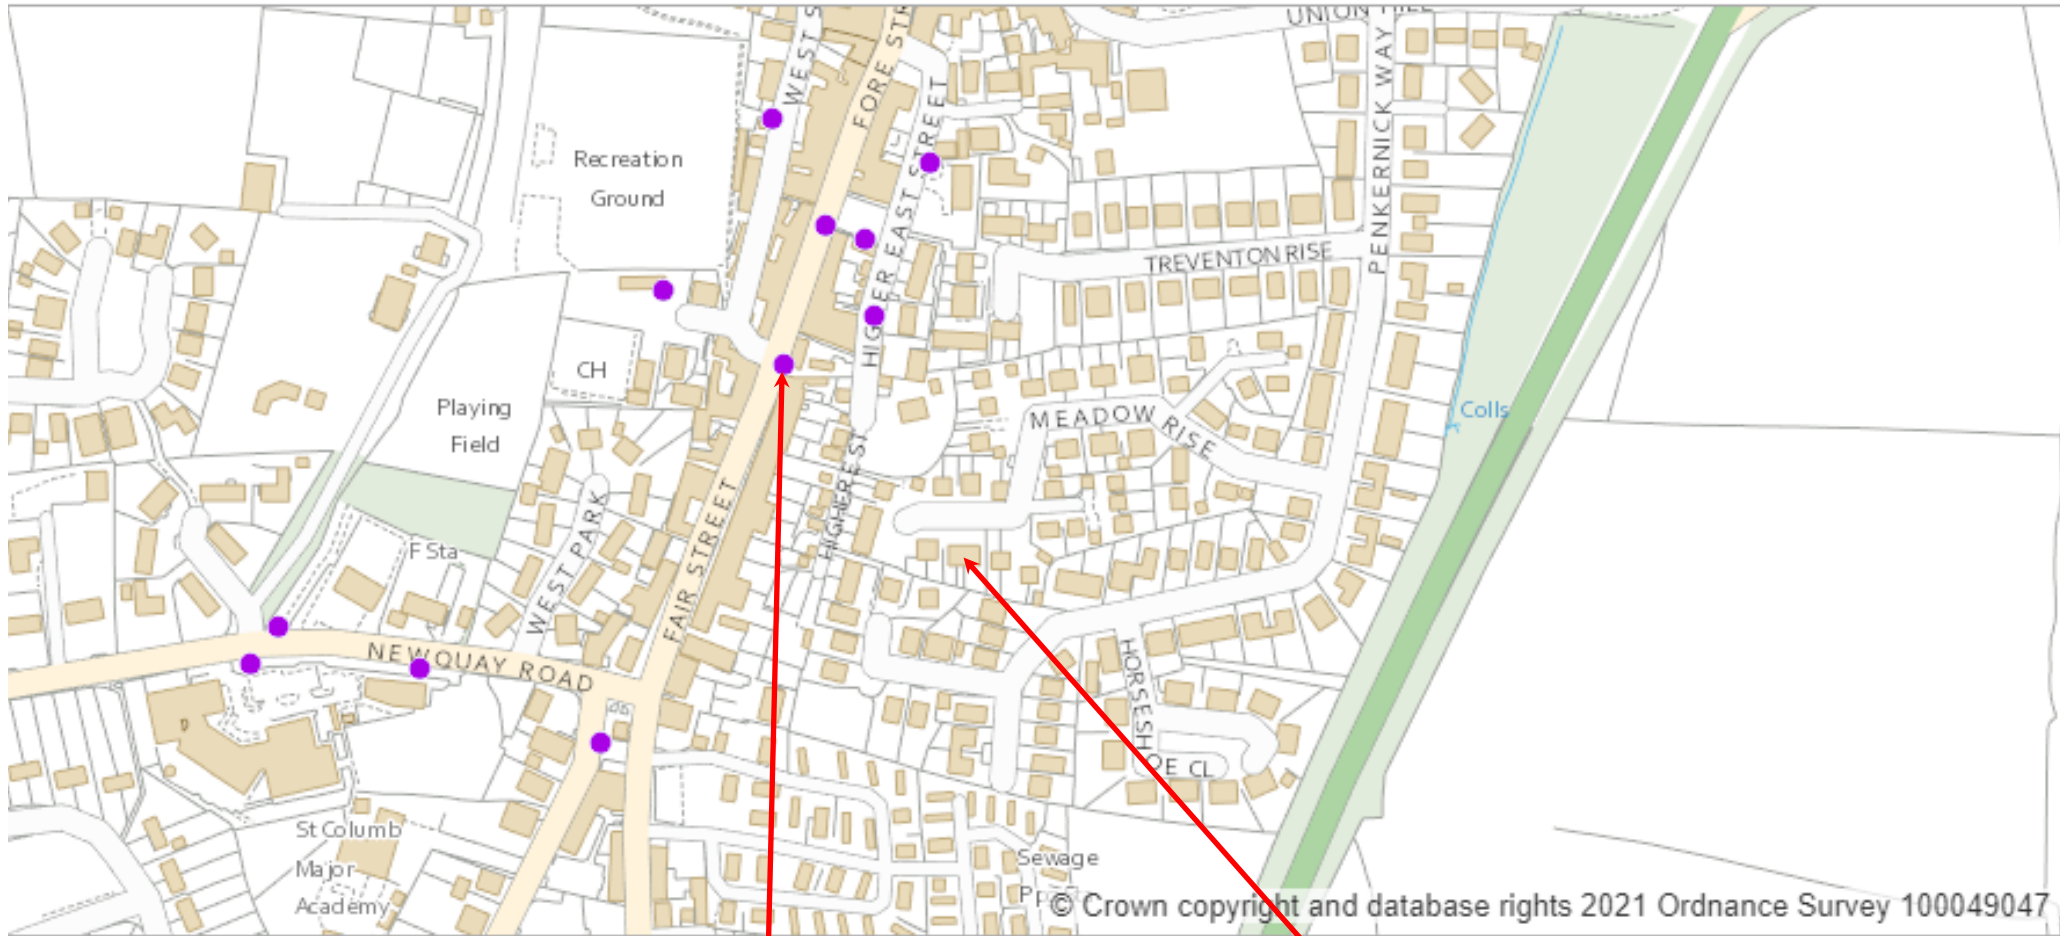 UNION HILL
WEST S
FORE STR
PENKERNICK WAY
Recreation
Ground
HIGHER EAST STREET
TREVENTON RISE
CH
Playing
Field
MEADOW RISE
Colls
HIGHER EST
F Sta
WEST PARK
FAIR STREET
NEWQUAY ROAD
HORSESHOE CL
St Columb
Major
Academy
Sewage
© Crown copyright and database rights 2021 Ordnance Survey 100049047